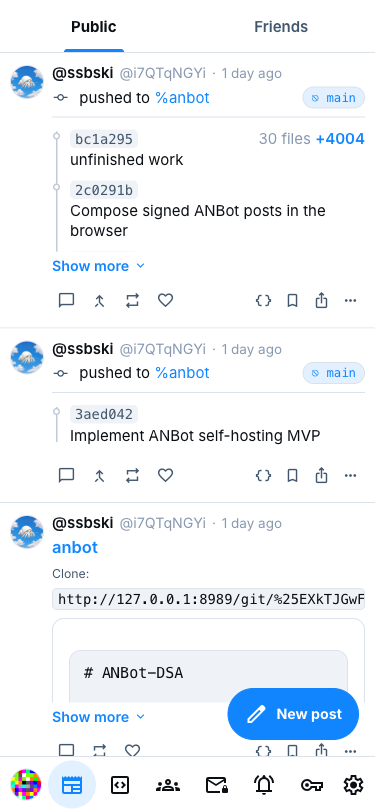 Public Friends
@ssbski @i7QTqNGYi · 1 day ago
pushed to %anbot main
bc1a295 30 files +4004
unfinished work
2c0291b
Compose signed ANBot posts in the
browser
Show more
@ssbski @i7QTqNGYi · 1 day ago
pushed to %anbot main
3aed042
Implement ANBot self-hosting MVP
@ssbski @i7QTqNGYi · 1 day ago
anbot
Clone:
http://127.0.0.1:8989/git/%25EXkTJGwF
# ANBot-DSA
Show more
New post